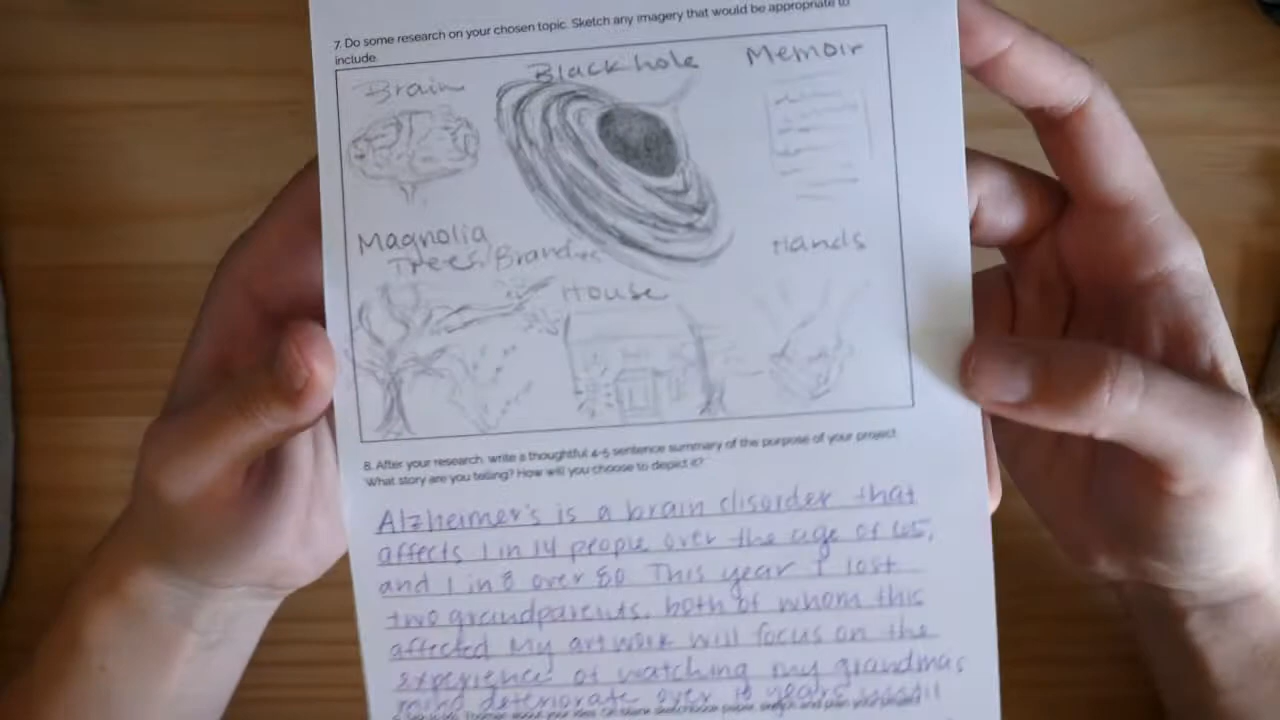 7. Do some research on your chosen topic. Sketch any imagery that would be appropriate to
include.
Brain
Black hole
Memoir
Magnolia
Trees/Branches
Hands
House
8. After your research, write a thoughtful 4-5 sentence summary of the purpose of your project.
What story are you telling? How will you choose to depict it?
Alzheimer's is a brain disorder that
affects 1 in 14 people over the age of 65,
and 1 in 8 over 80. This year I lost
two grandparents, both of whom this
affected My artwork will focus on the
experience of watching my grandmas
mind deteriorate over 10 years